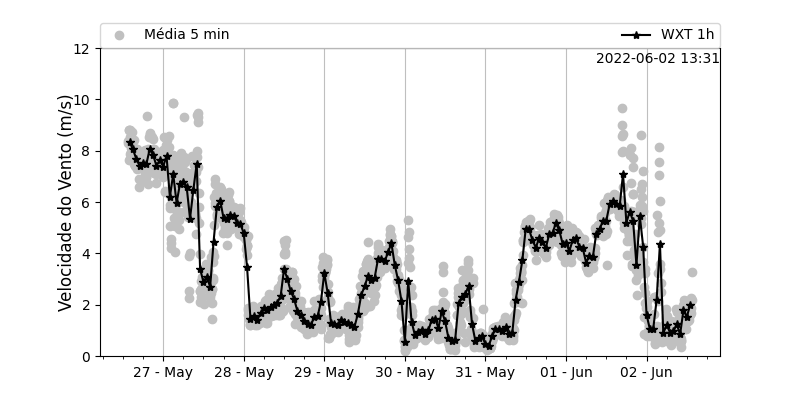 Média 5 min
WXT 1h
2022-06-02 13:31
Velocidade do Vento (m/s)
12
10
8
6
4
2
0
27 - May
28 - May
29 - May
30 - May
31 - May
01 - Jun
02 - Jun